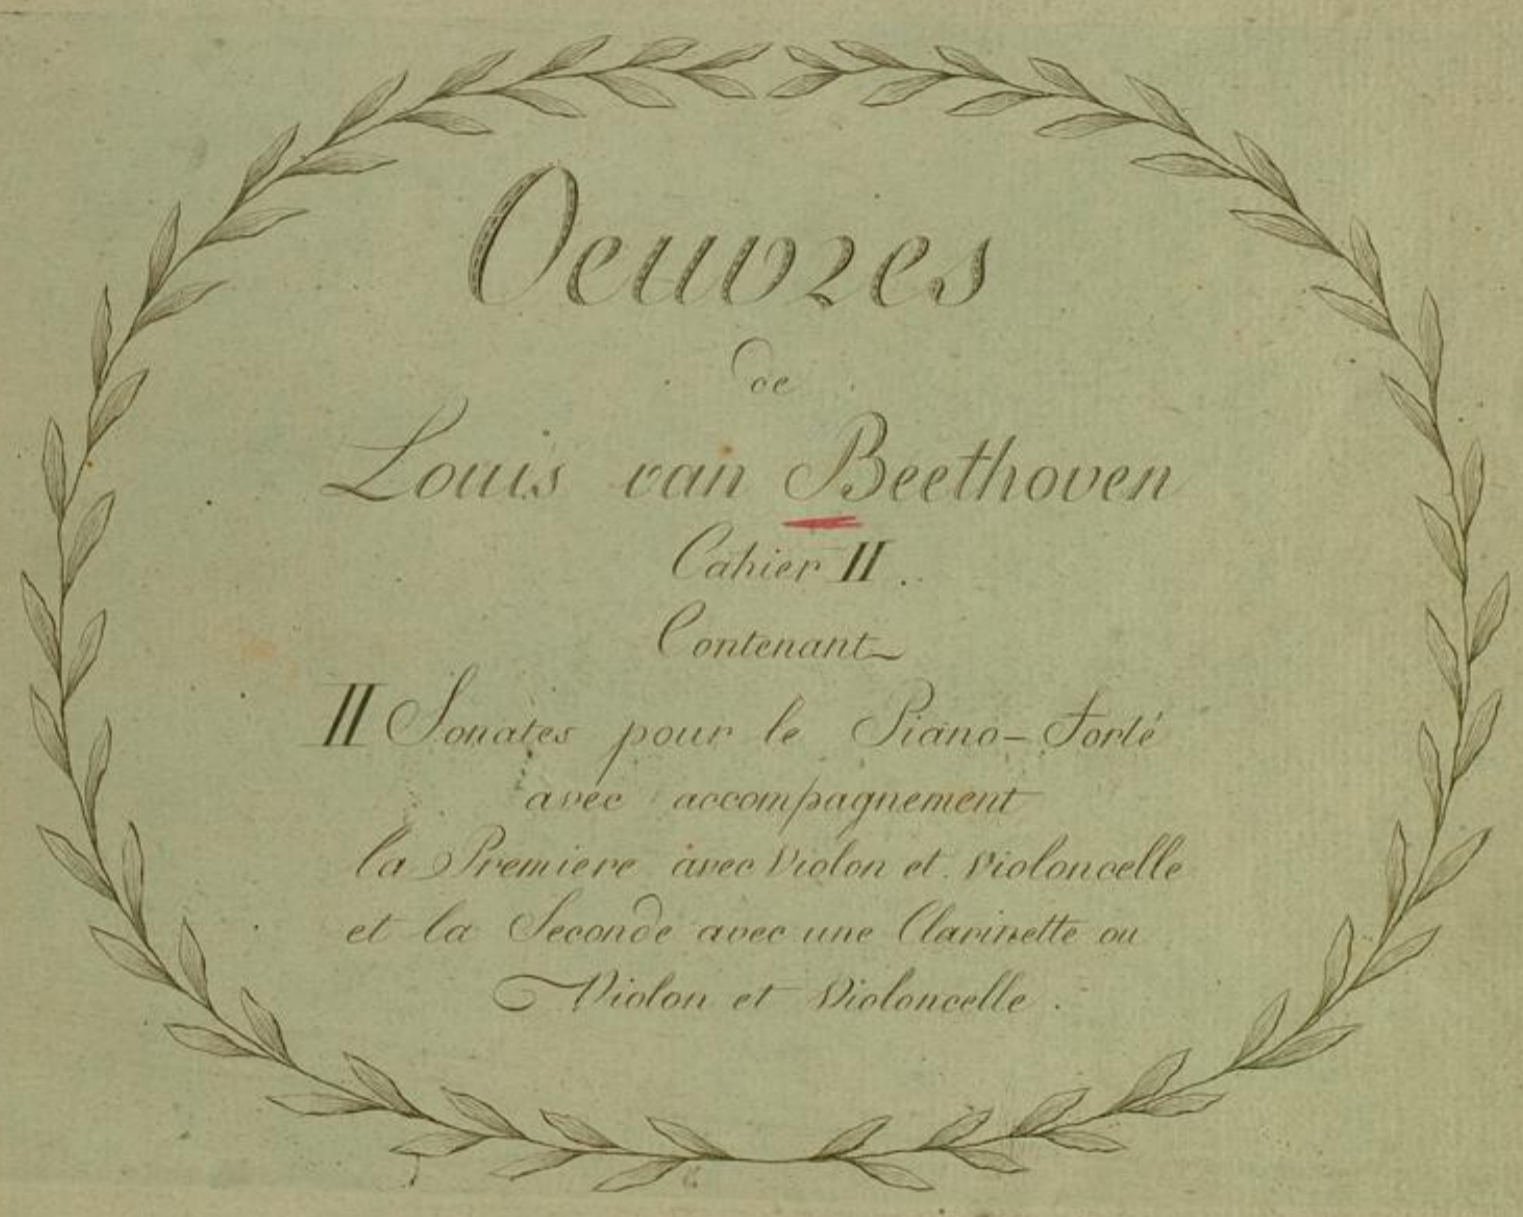 Oeuvres
de
Louis van Beethoven
Cahier II.
Contenant
II Sonates pour le Piano-Forté
avec accompagnement
la Premiere avec Violon et Violoncelle
et la Seconde avec une Clarinette ou
Violon et Violoncelle.